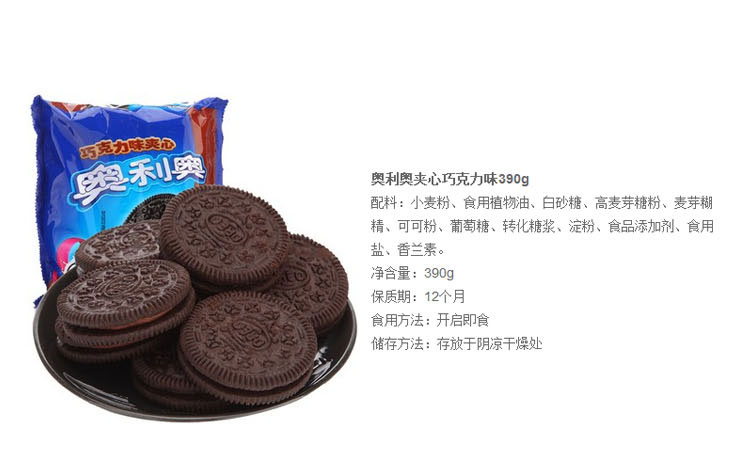 巧克力味夹心
奥利奥
奥利奥夹心巧克力味390g
配料：小麦粉、食用植物油、白砂糖、高麦芽糖粉、麦芽糊
精、可可粉、葡萄糖、转化糖浆、淀粉、食品添加剂、食用
盐、香兰素。
净含量：390g
保质期：12个月
食用方法：开启即食
储存方法：存放于阴凉干燥处